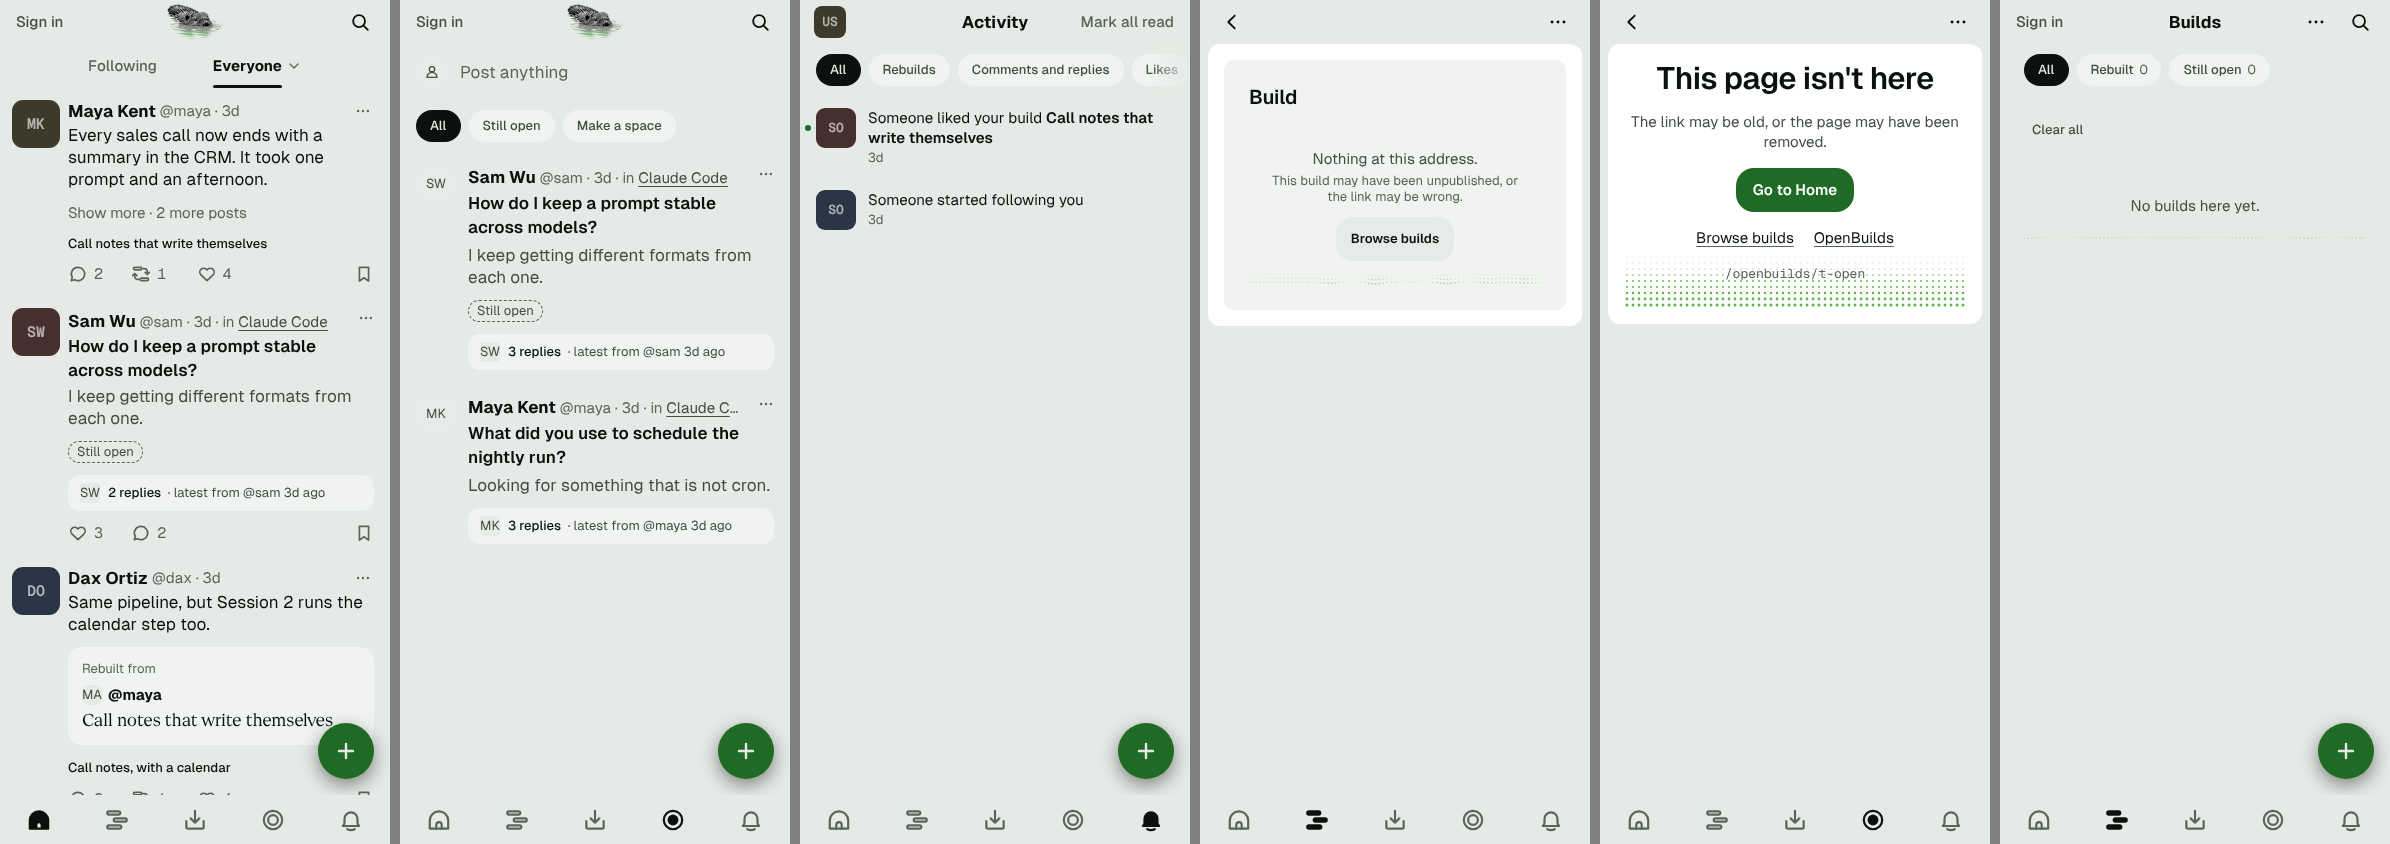 Sign in
Following
Everyone
MK
Maya Kent @maya · 3d
Every sales call now ends with a
summary in the CRM. It took one
prompt and an afternoon.
Show more · 2 more posts
Call notes that write themselves
2
1
4
SW
Sam Wu @sam · 3d · in Claude Code
How do I keep a prompt stable
across models?
I keep getting different formats from
each one.
Still open
SW 2 replies · latest from @sam 3d ago
3
2
DO
Dax Ortiz @dax · 3d
Same pipeline, but Session 2 runs the
calendar step too.
Rebuilt from
MA @maya
Call notes that write themselves
Call notes, with a calendar
Sign in
Post anything
All
Still open
Make a space
SW
Sam Wu @sam · 3d · in Claude Code
How do I keep a prompt stable
across models?
I keep getting different formats from
each one.
Still open
SW 3 replies · latest from @sam 3d ago
MK
Maya Kent @maya · 3d · in Claude C...
What did you use to schedule the
nightly run?
Looking for something that is not cron.
MK 3 replies · latest from @maya 3d ago
US
Activity
Mark all read
All
Rebuilds
Comments and replies
Likes
SO
Someone liked your build Call notes that
write themselves
3d
SO
Someone started following you
3d
Build
Nothing at this address.
This build may have been unpublished, or
the link may be wrong.
Browse builds
This page isn't here
The link may be old, or the page may have been
removed.
Go to Home
Browse builds
OpenBuilds
/openbuilds/t-open
Sign in
Builds
All
Rebuilt 0
Still open 0
Clear all
No builds here yet.